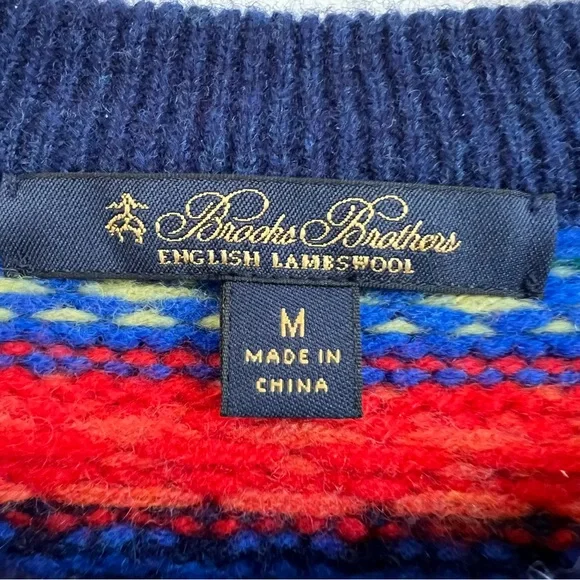 Brooks Brothers
ENGLISH LAMBSWOOL
M
MADE IN
CHINA